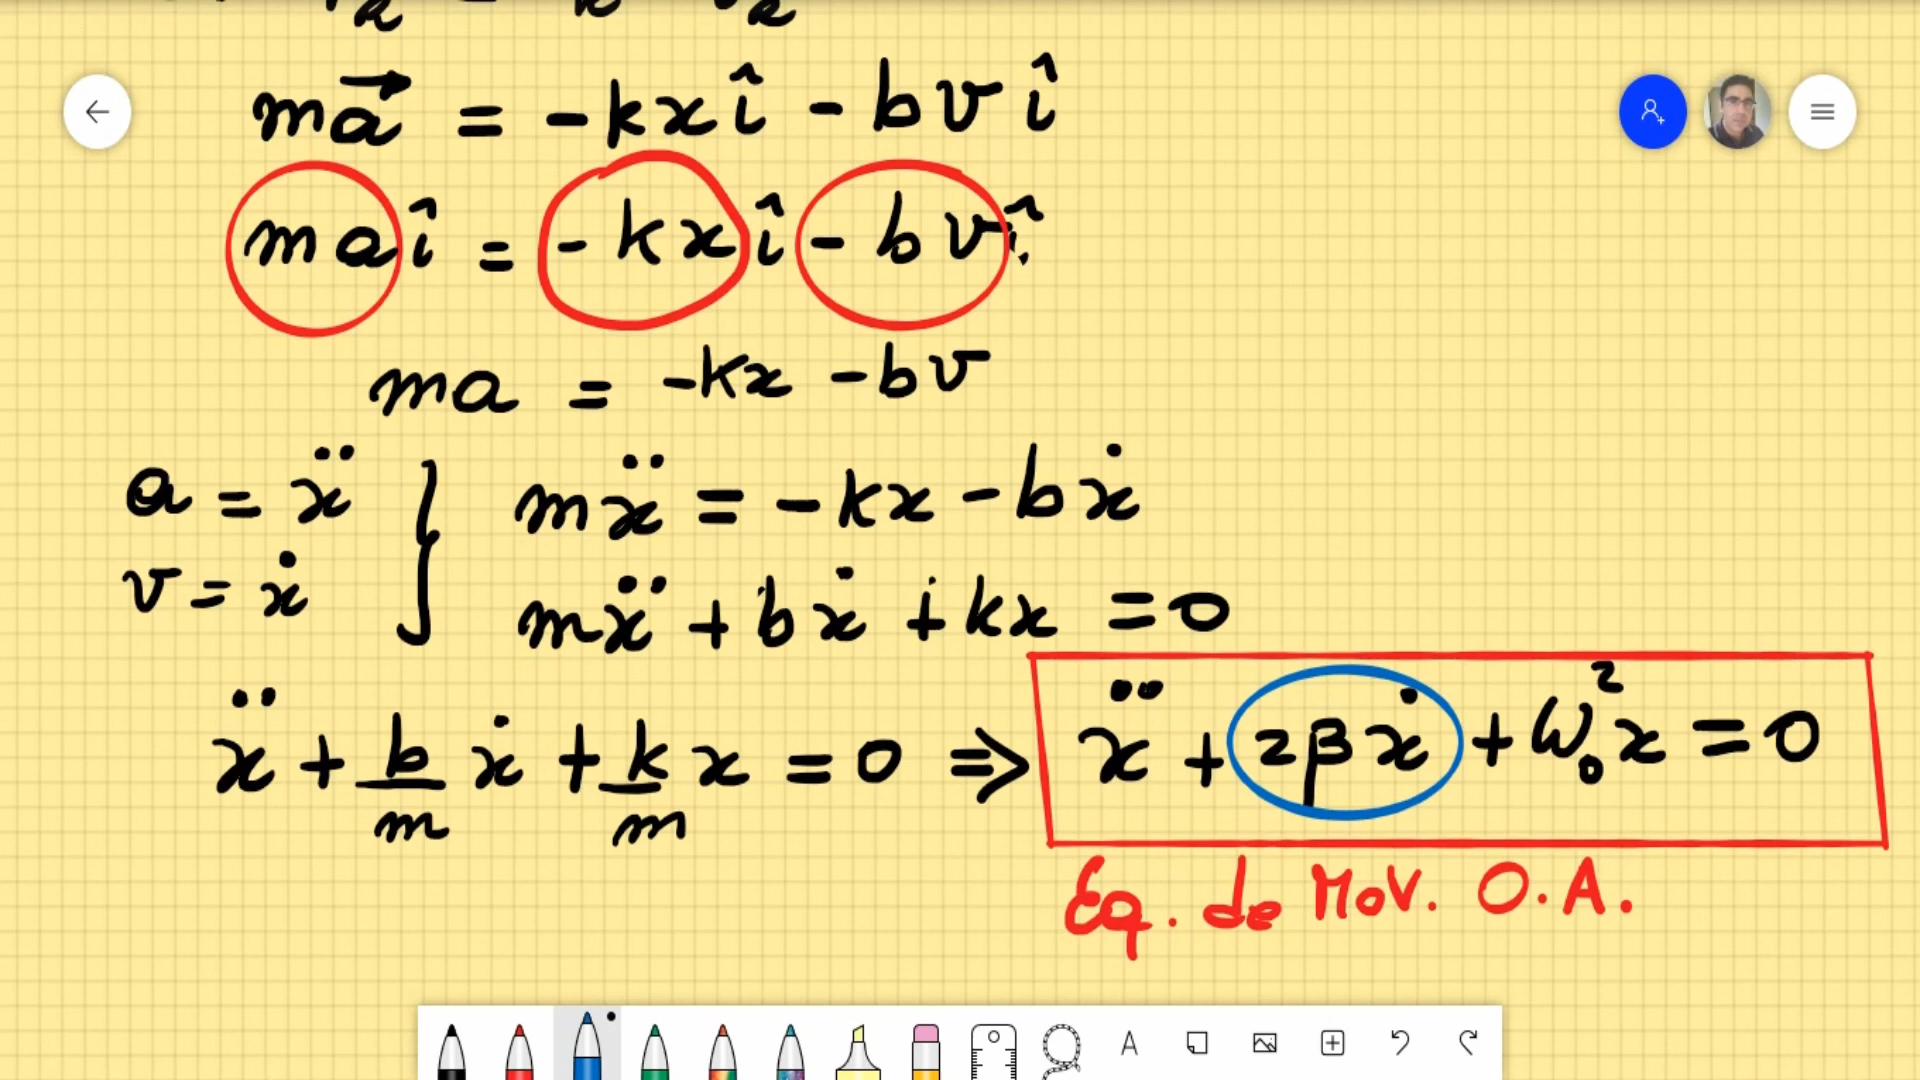 ma⃗ = -kx î - bv î
ma î = -kx î - bv î
ma = -kx - bv
a = ẍ
v = ẋ
mẍ = -kx - bẋ
mẍ + bẋ + kx = 0
ẍ + b/m ẋ + k/m x = 0 ⇒ ẍ + 2βẋ + ω₀²x = 0
Eq. de Mov. O.A.